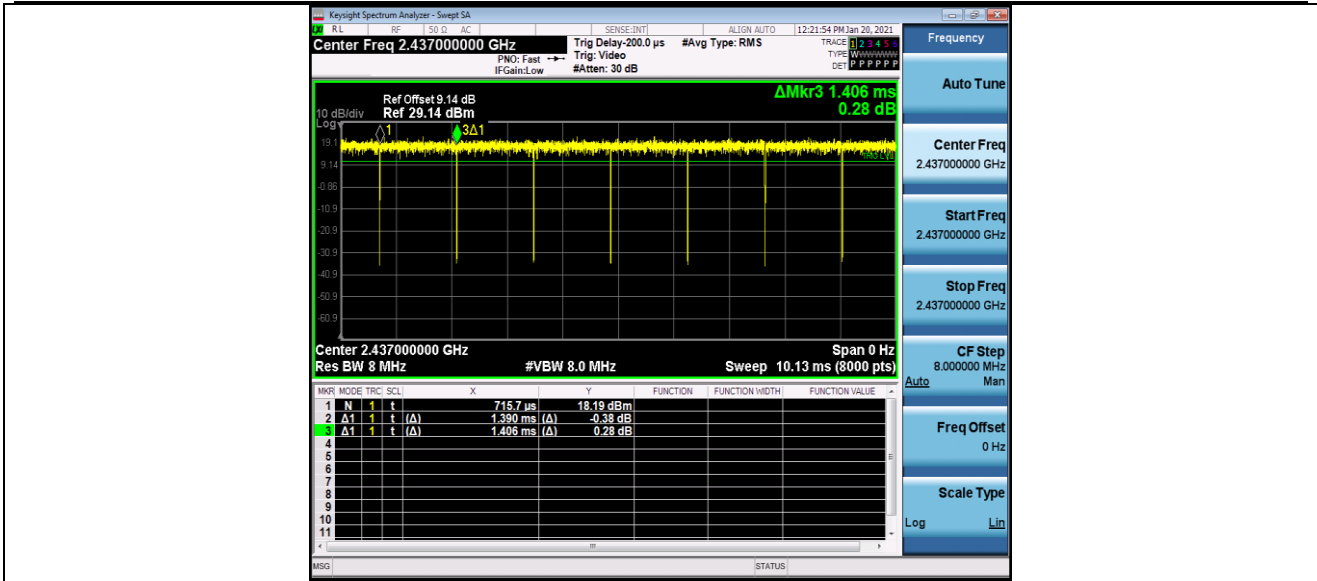 Keysight Spectrum Analyzer - Swept SA
RL RF 50 Ω AC SENSE:INT ALIGN AUTO 12:21:54 PM Jan 20, 2021
Center Freq 2.437000000 GHz
PNO: Fast
IFGain:Low
Trig Delay-200.0 µs
Trig: Video
#Atten: 30 dB
#Avg Type: RMS
TRACE 1 2 3 4 5 6
TYPE WWWWWW
DET P P P P P P
ΔMkr3 1.406 ms
0.28 dB
Ref Offset 9.14 dB
10 dB/div Ref 29.14 dBm
Log
1
3Δ1
19.1
9.14
-0.86
-10.9
-20.9
-30.9
-40.9
-50.9
-60.9
TRIG LVL
Center 2.437000000 GHz Span 0 Hz
Res BW 8 MHz #VBW 8.0 MHz Sweep 10.13 ms (8000 pts)
MKR MODE TRC SCL X Y FUNCTION FUNCTION WIDTH FUNCTION VALUE
1 N 1 t 715.7 µs 18.19 dBm
2 Δ1 1 t (Δ) 1.390 ms (Δ) -0.38 dB
3 Δ1 1 t (Δ) 1.406 ms (Δ) 0.28 dB
4
5
6
7
8
9
10
11
MSG STATUS
Frequency
Auto Tune
Center Freq
2.437000000 GHz
Start Freq
2.437000000 GHz
Stop Freq
2.437000000 GHz
CF Step
8.000000 MHz
Auto Man
Freq Offset
0 Hz
Scale Type
Log Lin